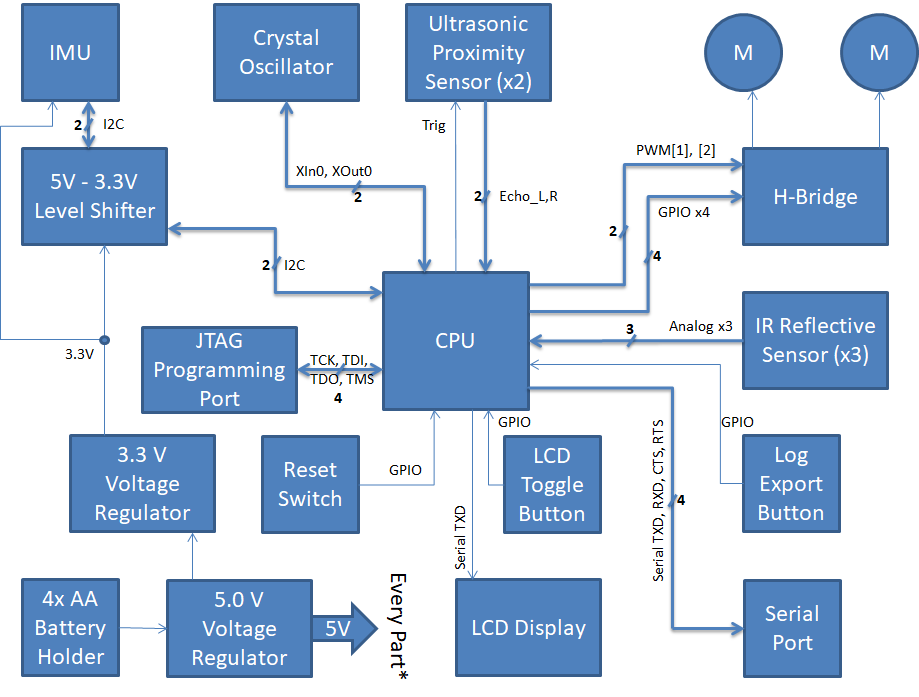 IMU
Crystal
Oscillator
Ultrasonic
Proximity
Sensor (x2)
M
M
2
I2C
Trig
5V - 3.3V
Level Shifter
XIn0, XOut0
2
2
Echo_L,R
PWM[1], [2]
GPIO x4
H-Bridge
2
4
2
I2C
CPU
3
Analog x3
IR Reflective
Sensor (x3)
3.3V
JTAG
Programming
Port
TCK, TDI,
TDO, TMS
4
GPIO
GPIO
3.3 V
Voltage
Regulator
Reset
Switch
GPIO
LCD
Toggle
Button
Serial TXD
Serial TXD, RXD, CTS, RTS
4
Log
Export
Button
4x AA
Battery
Holder
5.0 V
Voltage
Regulator
5V
Every Part*
LCD Display
Serial
Port